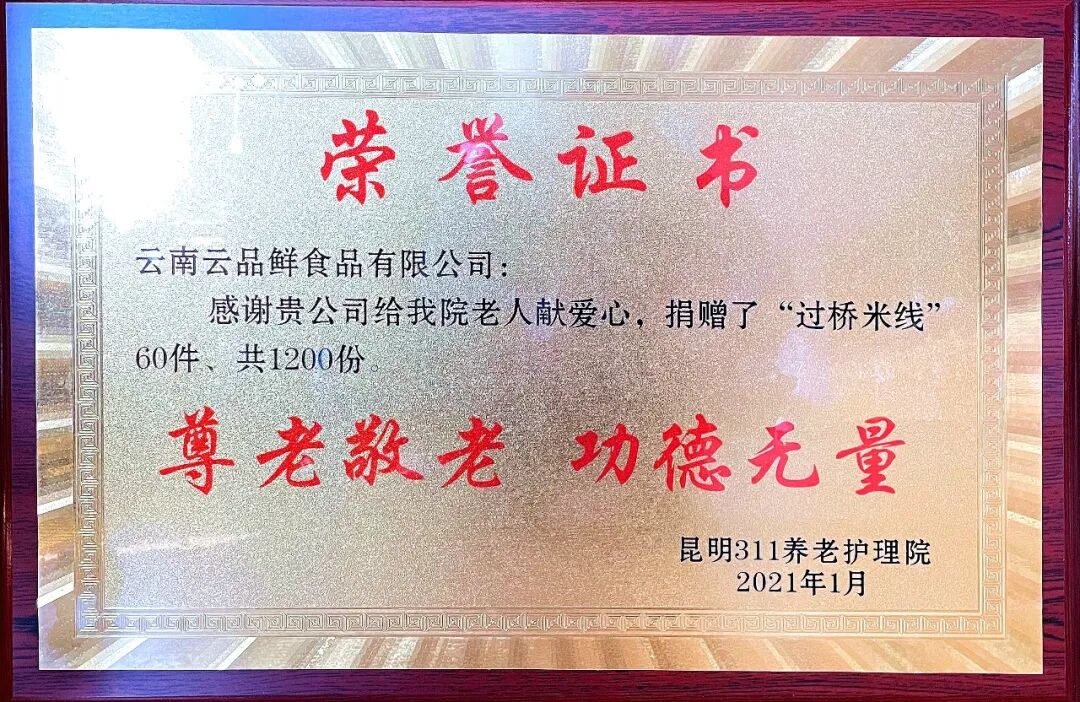 荣誉证书
云南云品鲜食品有限公司：
感谢贵公司给我院老人献爱心，捐赠了“过桥米线”
60件、共1200份。
尊老敬老 功德无量
昆明311养老护理院
2021年1月